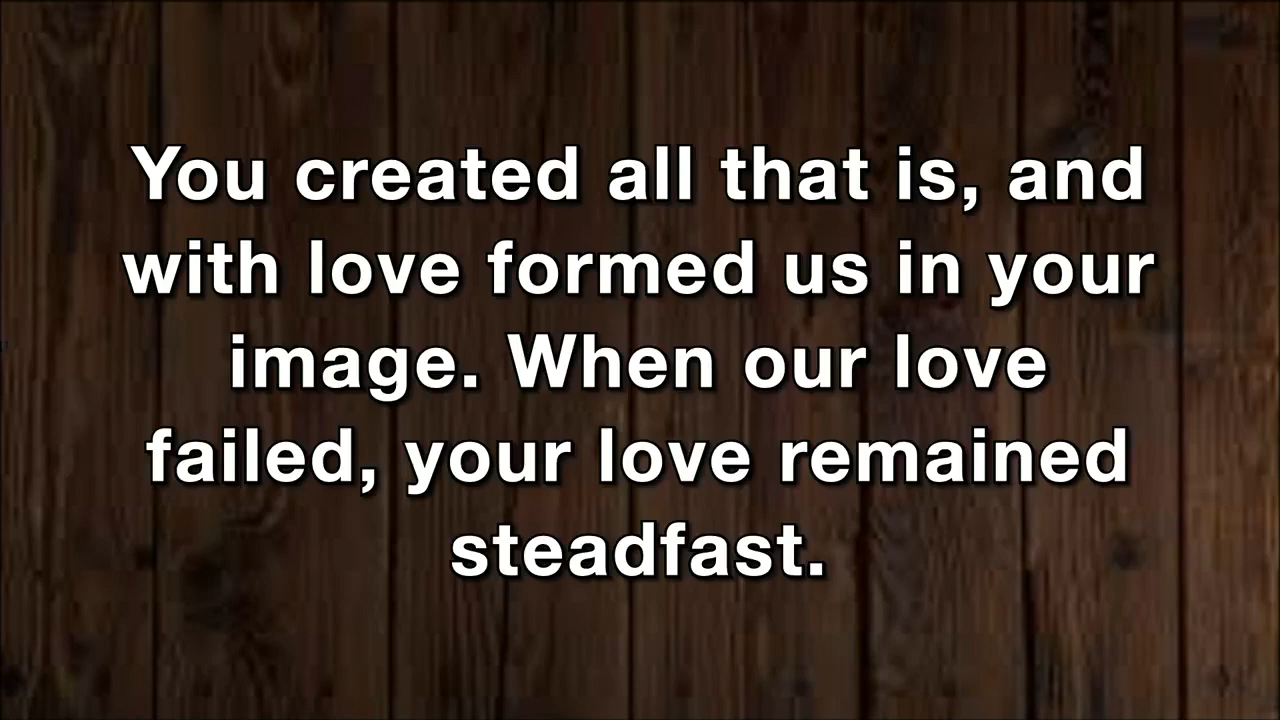 You created all that is, and
with love formed us in your
image. When our love
failed, your love remained
steadfast.